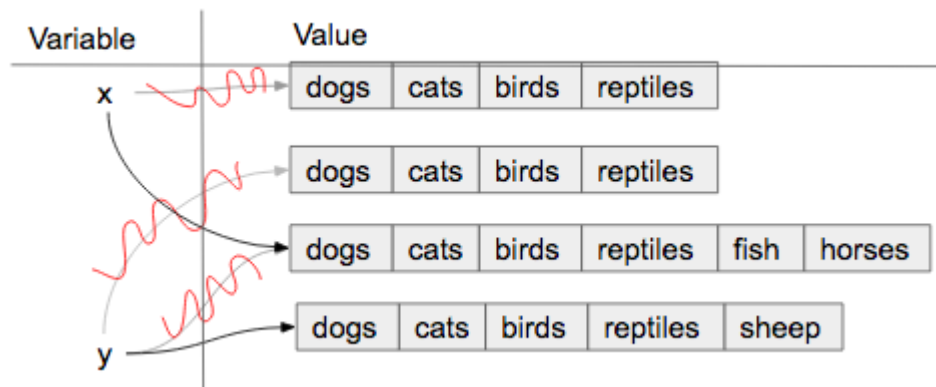 Variable Value
x dogs cats birds reptiles
dogs cats birds reptiles
dogs cats birds reptiles fish horses
y dogs cats birds reptiles sheep